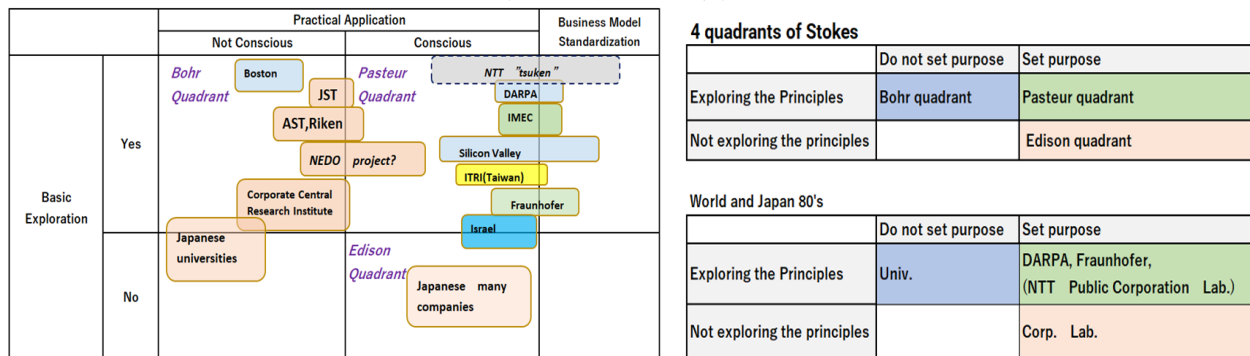 Practical Application
Business Model
Standardization
Not Conscious
Conscious
Basic
Exploration
Yes
No
Bohr
Quadrant
Boston
JST
AST,Riken
NEDO project?
Corporate Central
Research Institute
Japanese
universities
Pasteur
Quadrant
NTT “tsuken”
DARPA
IMEC
Silicon Valley
ITRI(Taiwan)
Fraunhofer
Israel
Edison
Quadrant
Japanese many
companies
4 quadrants of Stokes
Do not set purpose Set purpose
Exploring the Principles Bohr quadrant Pasteur quadrant
Not exploring the principles Edison quadrant
World and Japan 80's
Do not set purpose Set purpose
Exploring the Principles Univ. DARPA, Fraunhofer,
(NTT Public Corporation Lab.)
Not exploring the principles Corp. Lab.